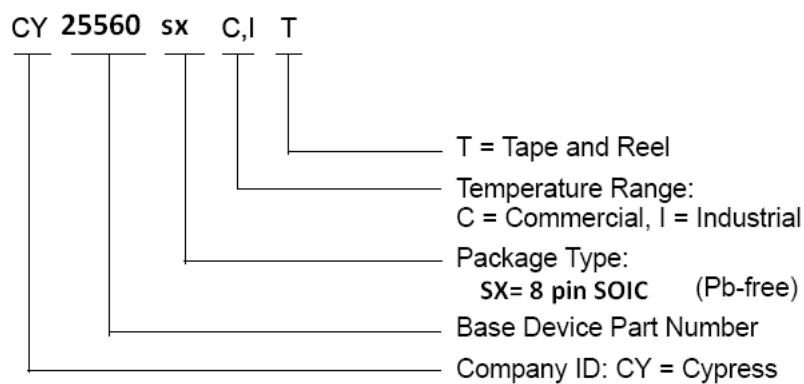 CY 25560 sx C,I T
T = Tape and Reel
Temperature Range:
C = Commercial, I = Industrial
Package Type:
SX= 8 pin SOIC (Pb-free)
Base Device Part Number
Company ID: CY = Cypress